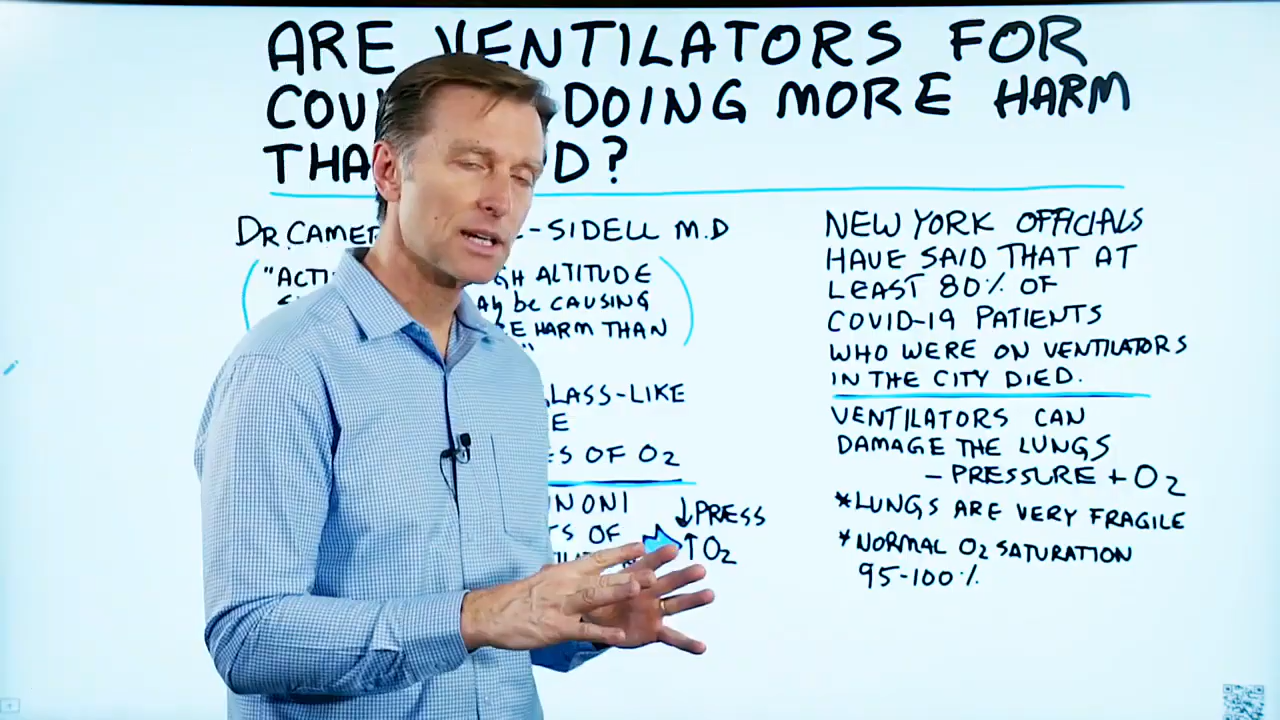 ARE VENTILATORS FOR
COV DOING MORE HARM
THA D?
DR. CAMER -SIDELL M.D
"ACTI GH ALTITUDE
AY be CAUSING
E HARM THAN
"
LASS-LIKE
E
S OF O2
NONI
S OF
↓PRESS
↑O2
NEW YORK OFFICIALS
HAVE SAID THAT AT
LEAST 80% OF
COVID-19 PATIENTS
WHO WERE ON VENTILATORS
IN THE CITY DIED.
VENTILATORS CAN
DAMAGE THE LUNGS
- PRESSURE + O2
*LUNGS ARE VERY FRAGILE
*NORMAL O2 SATURATION
95-100%